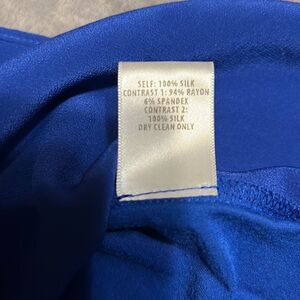 SELF: 100% SILK
CONTRAST 1: 94% RAYON
6% SPANDEX
CONTRAST 2:
100% SILK
DRY CLEAN ONLY